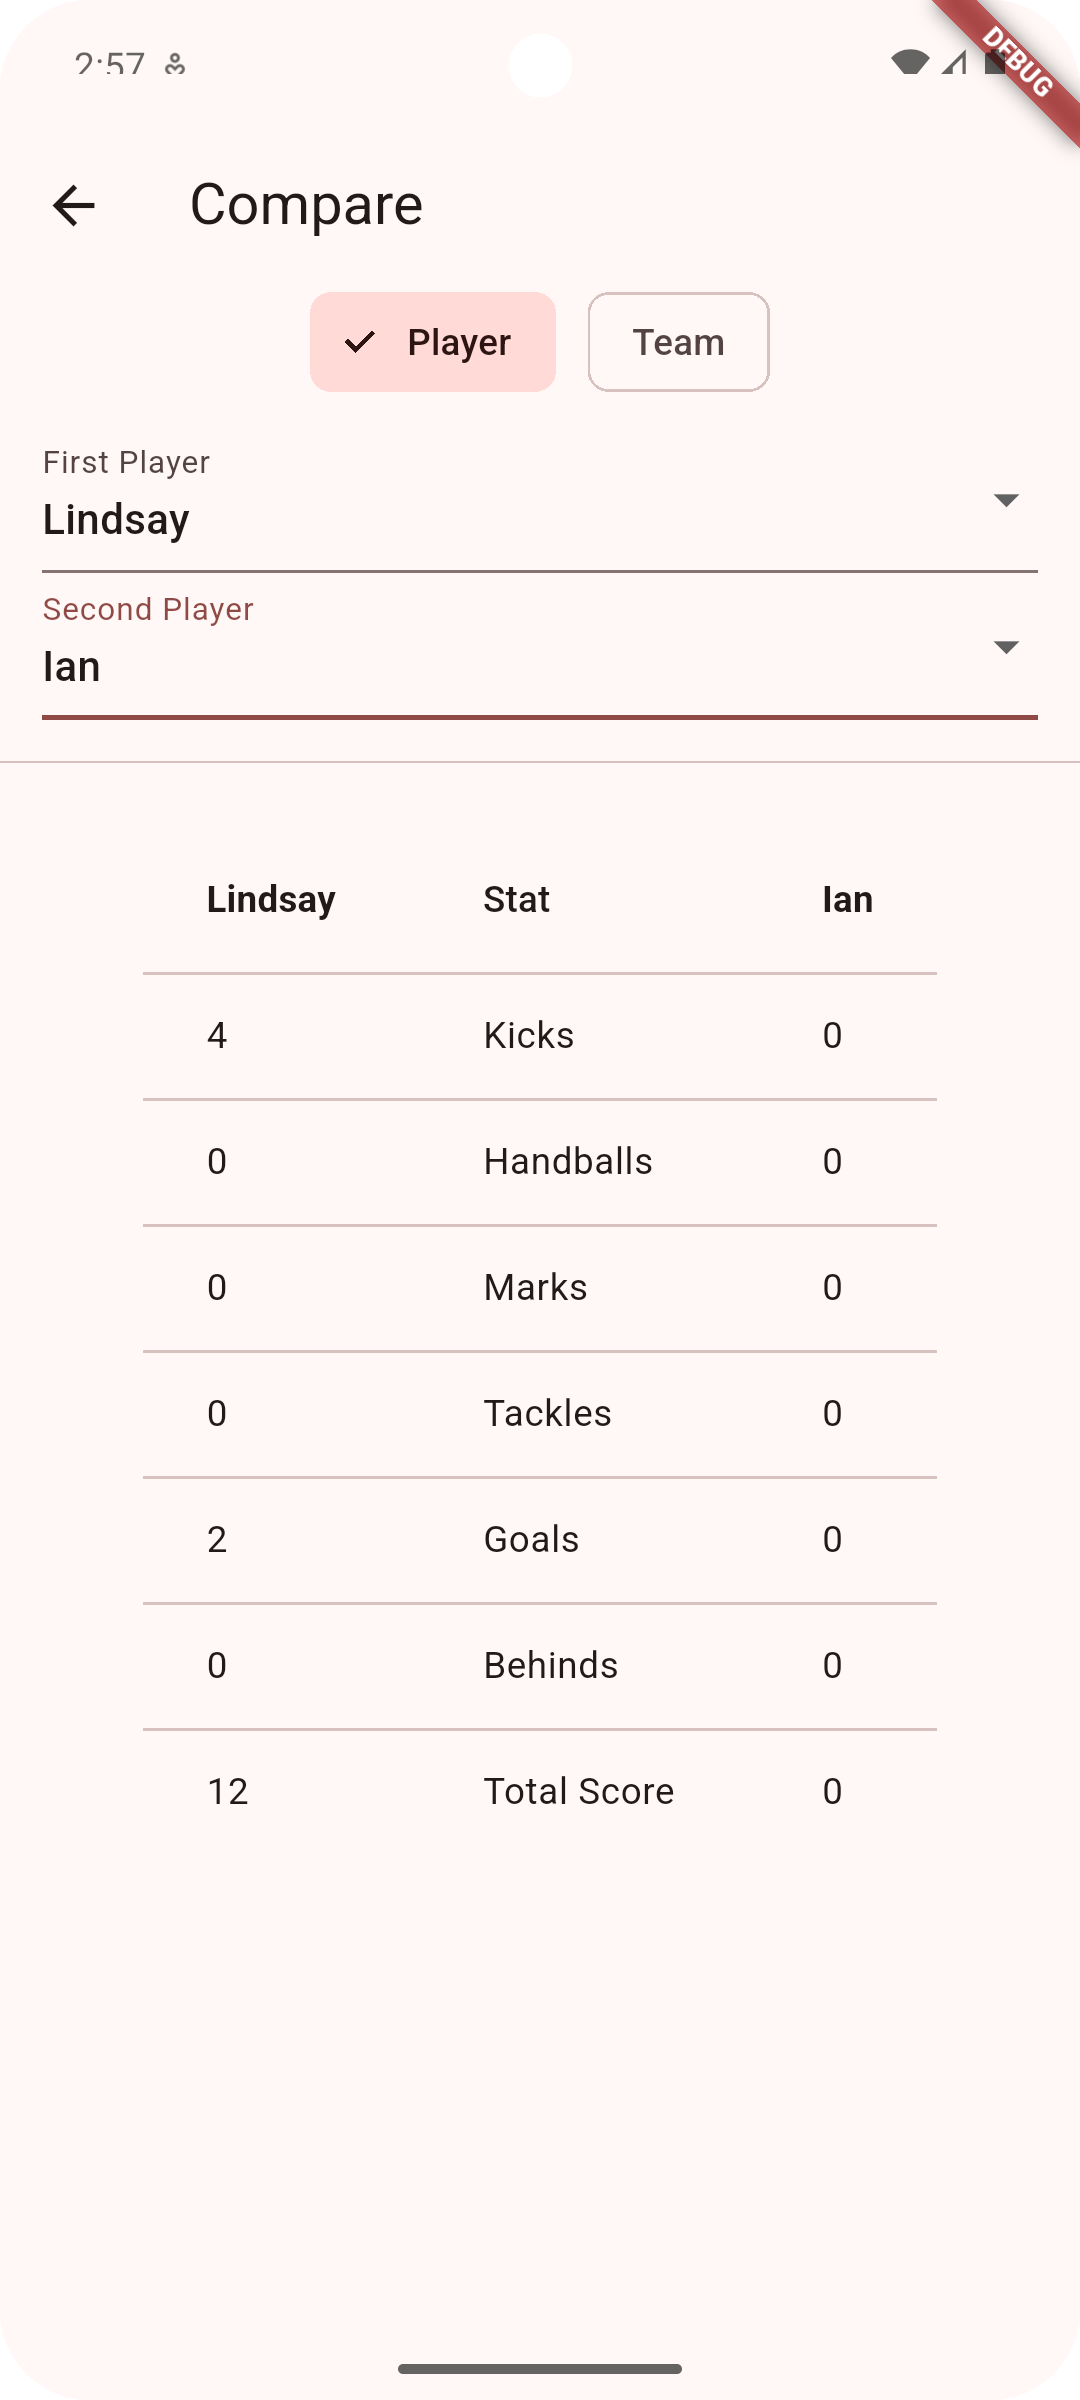 2:57
DEBUG
Compare
Player Team
First Player
Lindsay
Second Player
Ian
Lindsay Stat Ian
4 Kicks 0
0 Handballs 0
0 Marks 0
0 Tackles 0
2 Goals 0
0 Behinds 0
12 Total Score 0